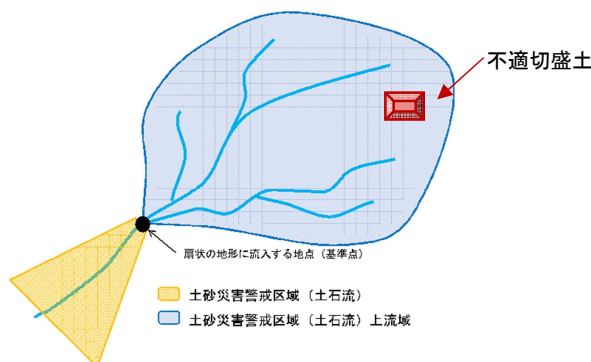 不適切盛土
扇状の地形に流入する地点（基準点）
土砂災害警戒区域（土石流）
土砂災害警戒区域（土石流）上流域